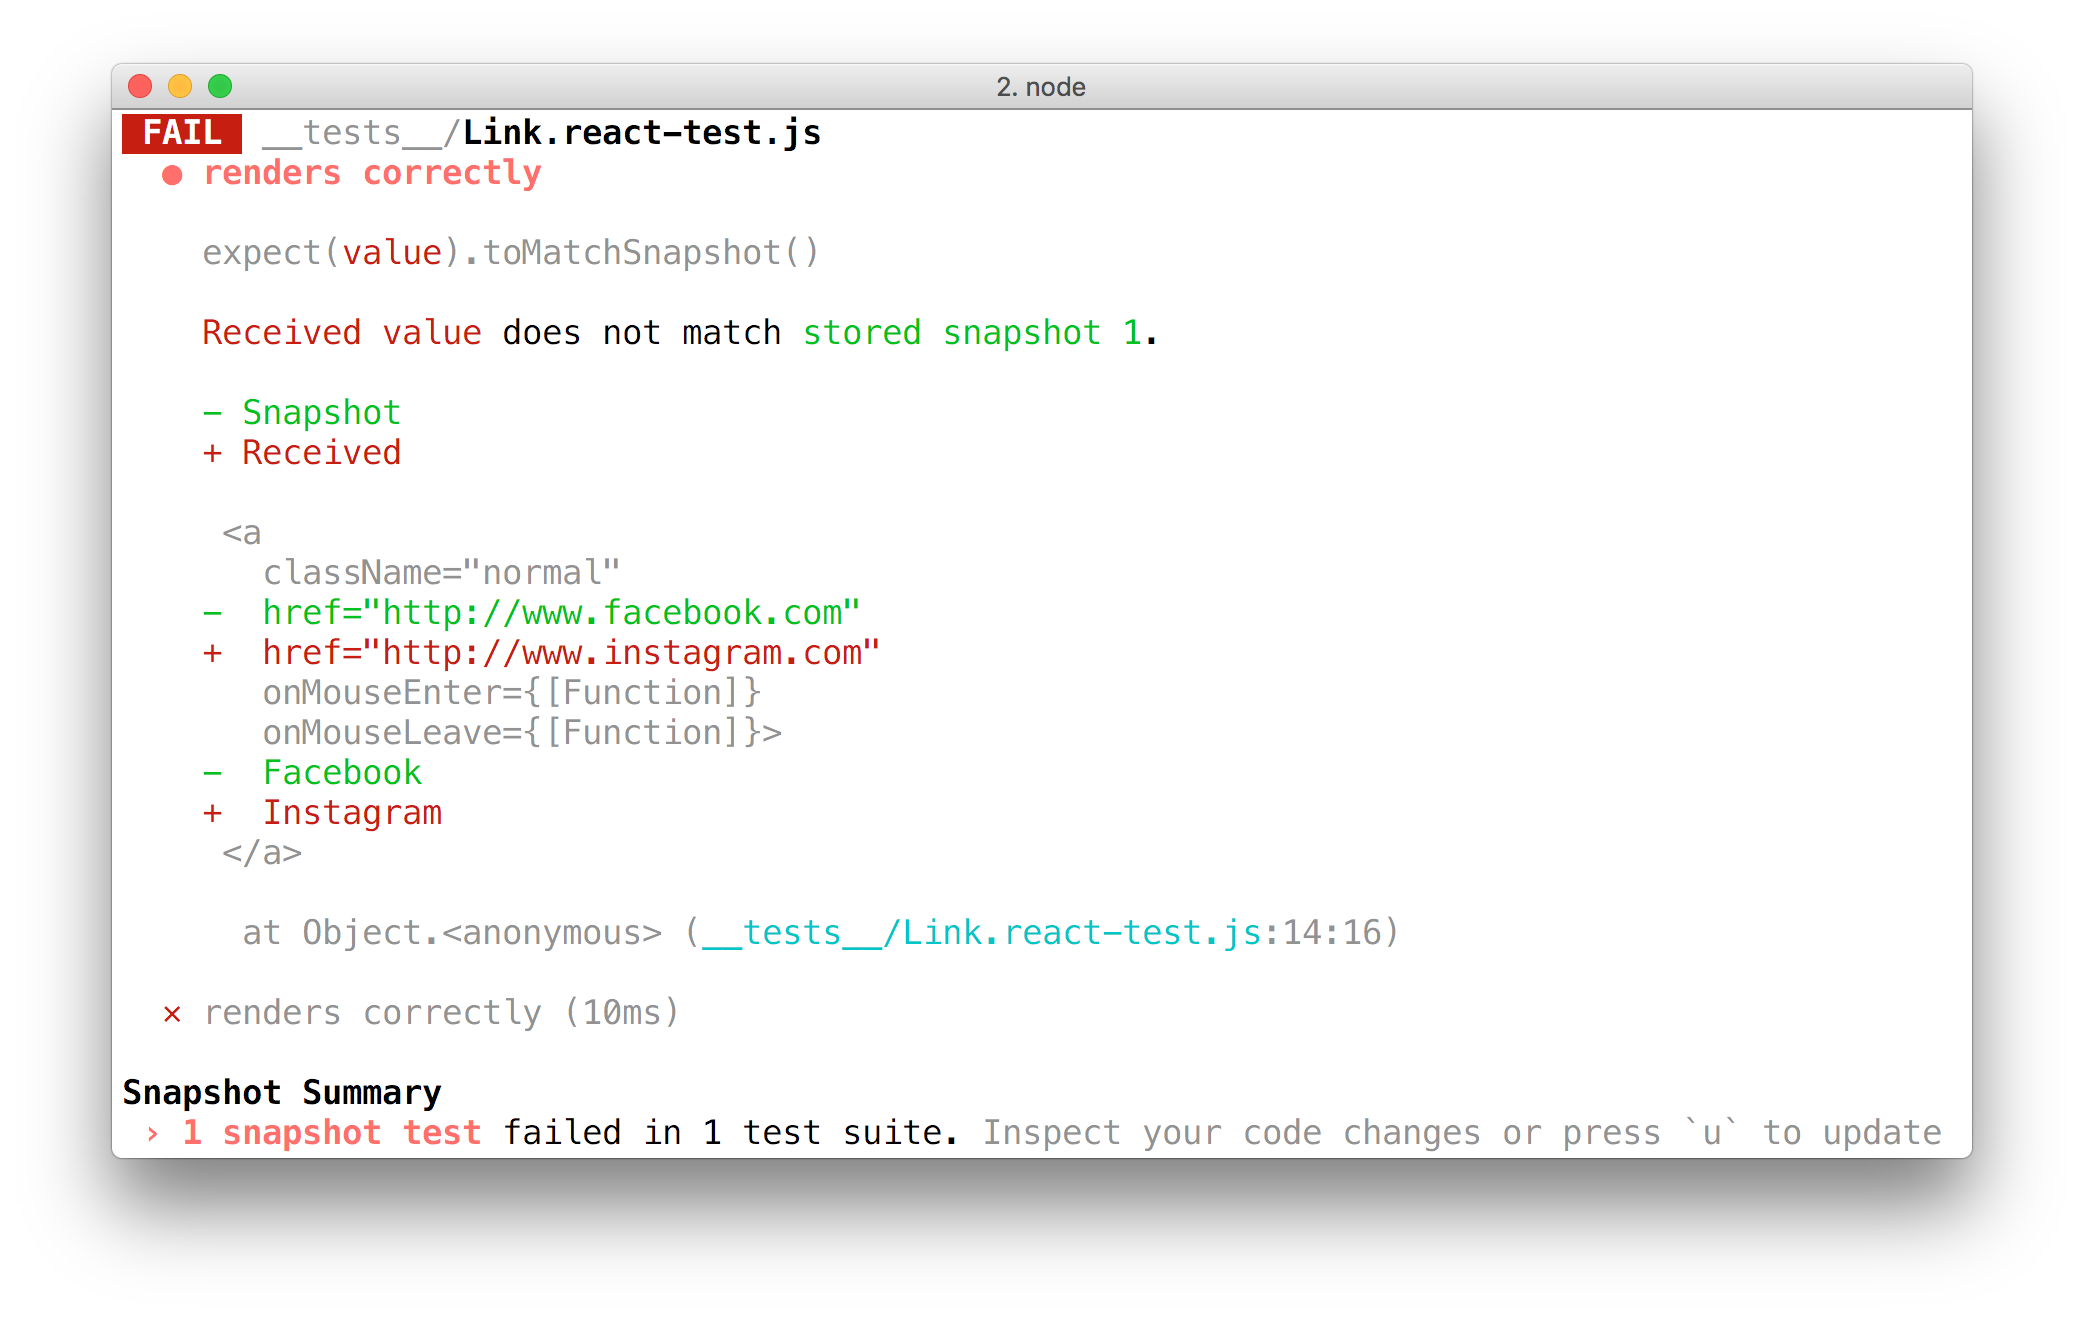 2. node
FAIL __tests__/Link.react-test.js
● renders correctly
expect(value).toMatchSnapshot()
Received value does not match stored snapshot 1.
- Snapshot
+ Received
<a
className="normal"
- href="http://www.facebook.com"
+ href="http://www.instagram.com"
onMouseEnter={[Function]}
onMouseLeave={[Function]}>
- Facebook
+ Instagram
</a>
at Object.<anonymous> (__tests__/Link.react-test.js:14:16)
✕ renders correctly (10ms)
Snapshot Summary
› 1 snapshot test failed in 1 test suite. Inspect your code changes or press `u` to update